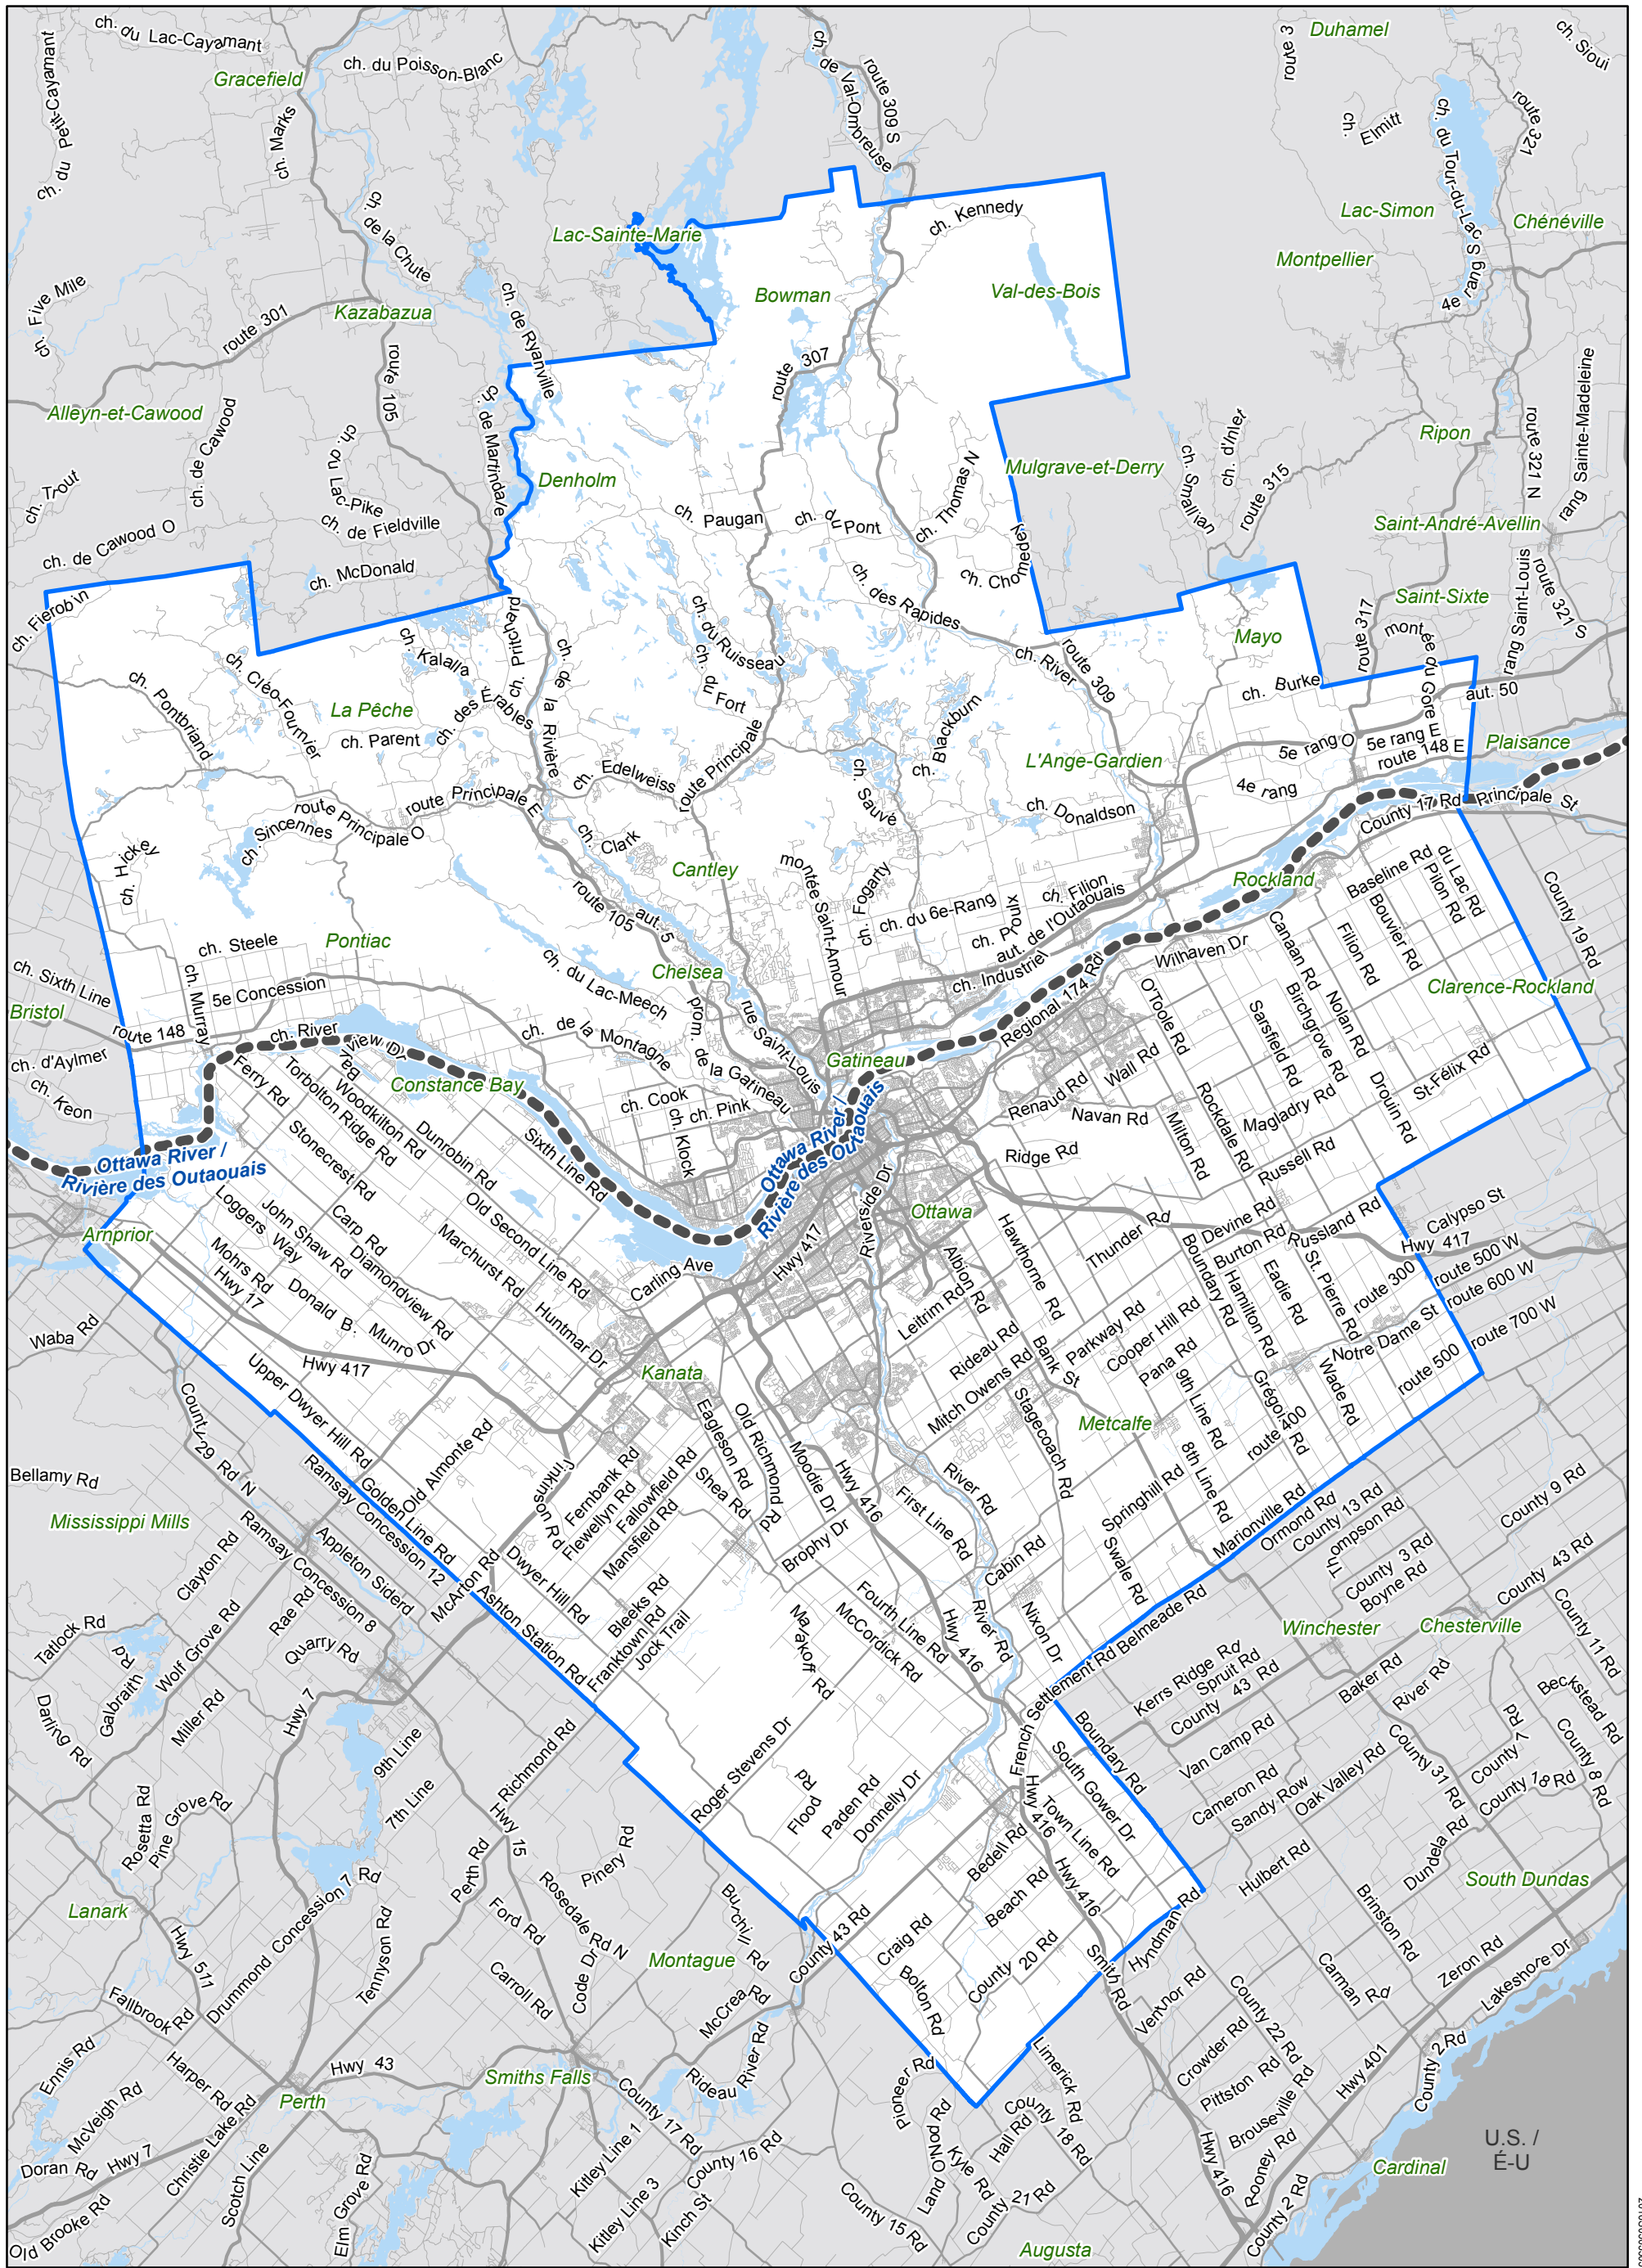 ch. du Lac-Cayamant
ch. du Petit-Cayamant
Gracefield
ch. du Poisson-Blanc
ch. Marks
ch. de Val-Ombreuse
route 309 S
route 3
Duhamel
ch. Sioui
ch. Elmitt
ch. du Tour-du-Lac
route 321
ch. de la Chute
Lac-Sainte-Marie
ch. Kennedy
Lac-Simon
Chénéville
Montpellier
4e rang S
ch. Five Mile
Kazabazua
route 301
ch. de Ryanville
Bowman
Val-des-Bois
route 105
route 307
Alleyn-et-Cawood
ch. de Cawood
ch. du Lac-Pike
ch. de Martindale
Denholm
ch. Thomas N
Mulgrave-et-Derry
ch. Smallian
ch. d'Inlet
route 315
Ripon
route 321 N
rang Sainte-Madeleine
ch. Trout
ch. de Cawood O
ch. de Fieldville
ch. McDonald
ch. Paugan
ch. du Pont
ch. Chomedey
Saint-André-Avellin
ch. Fierobin
ch. des Rapides
ch. River
route 309
Mayo
Saint-Sixte
rang Saint-Louis
route 321 S
route 317
montée du Gore
ch. Kalalla
ch. Pritchard
ch. de la Rivière
ch. du Ruisseau
ch. du Fort
ch. Burke
aut. 50
ch. Pontbriand
ch. Cléo-Fournier
La Pêche
ch. Parent
ch. des Érables
ch. Edelweiss
route Principale
ch. Sauvé
ch. Blackburn
L'Ange-Gardien
5e rang O
5e rang E
route 148 E
Plaisance
4e rang
ch. Donaldson
County 17 Rd
Principale St
route Principale E
route Principale O
ch. Sincennes
ch. Hickey
ch. Clark
Cantley
montée Saint-Amour
ch. Fogarty
ch. du 6e-Rang
ch. Proulx
ch. Filion
aut. de l'Outaouais
Rockland
Baseline Rd
du Lac Rd
Pilon Rd
Bouvier Rd
Filion Rd
County 19 Rd
route 105
aut. 5
ch. Steele
Pontiac
Chelsea
ch. du Lac-Meech
ch. Industriel
Regional 174 Rd
Wilhaven Dr
Canaan Rd
Clarence-Rockland
ch. Sixth Line
Bristol
route 148
ch. Murray
5e Concession
ch. River
view Dr
ch. de la Montagne
prom. de la Gatineau
rue Saint-Louis
Gatineau
O'Toole Rd
Wall Rd
Sarsfield Rd
Birchgrove Rd
Nolan Rd
Drouin Rd
St-Félix Rd
ch. d'Aylmer
ch. Keon
Ferry Rd
Torbolton Ridge Rd
Woodkilton Rd
Constance Bay
Dunrobin Rd
Sixth Line Rd
ch. Cook
ch. Pink
ch. Klock
Ottawa River /
Rivière des Outaouais
Renaud Rd
Navan Rd
Milton Rd
Rockdale Rd
Magladry Rd
Russell Rd
Ridge Rd
Ottawa River /
Rivière des Outaouais
Arnprior
Stonecrest Rd
Loggers Way
John Shaw Rd
Carp Rd
Diamondview Rd
Old Second Line Rd
Marchurst Rd
Huntmar Dr
Carling Ave
Hwy 417
Riverside Dr
Ottawa
Albion Rd
Hawthorne Rd
Thunder Rd
Devine Rd
Burton Rd
Russland Rd
Calypso St
Hwy 417
route 500 W
route 600 W
route 700 W
Mohrs Rd
Hwy 17
Donald B. Munro Dr
Hwy 417
Waba Rd
Kanata
Leitrim Rd
Rideau Rd
Mitch Owens Rd
Bank St
Parkway Rd
Cooper Hill Rd
Pana Rd
Boundary Rd
Hamilton Rd
Eadie Rd
St. Pierre Rd
route 300
Notre Dame St
route 500
Wade Rd
Grégoi Rd
route 400
9th Line Rd
8th Line Rd
Metcalfe
Stagecoach Rd
Springhill Rd
Upper Dwyer Hill Rd
County 29 Rd N
Old Almonte Rd
Golden Line Rd
Ramsay Concession 12
Eagleson Rd
Old Richmond Rd
Moodie Dr
Hwy 416
Fernbank Rd
Flewellyn Rd
Fallowfield Rd
Mansfield Rd
Shea Rd
Jinkinson Rd
River Rd
First Line Rd
Brophy Dr
Marionville Rd
Ormond Rd
County 13 Rd
Thompson Rd
County 9 Rd
County 3 Rd
Boyne Rd
County 43 Rd
Bellamy Rd
Mississippi Mills
Clayton Rd
Ramsay Concession 8
Appleton Siderd
Rae Rd
McArton Rd
Ashton Station Rd
Dwyer Hill Rd
Bleeks Rd
Franktown Rd
Jock Trail
Cabin Rd
Swale Rd
Nixon Dr
Belmeade Rd
French Settlement Rd
Winchester
Chesterville
County 11 Rd
Tatlock Rd
Galbraith Rd
Wolf Grove Rd
Quarry Rd
Darling Rd
Miller Rd
Hwy 7
McCordick Rd
Fourth Line Rd
Malakoff Rd
Hwy 416
River Rd
Kerrs Ridge Rd
Spruit Rd
County 43 Rd
Baker Rd
River Rd
Beckstead Rd
County 7 Rd
County 8 Rd
County 18 Rd
County 31 Rd
Van Camp Rd
Cameron Rd
Sandy Row
Oak Valley Rd
Boundary Rd
South Gower Dr
Town Line Rd
Hwy 416
Rosetta Rd
Pine Grove Rd
9th Line
7th Line
Richmond Rd
Hwy 15
Perth Rd
Roger Stevens Dr
Flood Rd
Paden Rd
Donnelly Dr
Bedell Rd
Beach Rd
Hwy 416
Hulbert Rd
Dundela Rd
South Dundas
Brinston Rd
Lanark
Drummond Concession 7 Rd
Tennyson Rd
Hwy 511
Ford Rd
Rosedale Rd N
Pinery Rd
Code Dr
Carroll Rd
Montague
Burchill Rd
County 43 Rd
Craig Rd
Bolton Rd
County 20 Rd
Hyndman Rd
Smith Rd
Ventnor Rd
County 22 Rd
Carman Rd
Zeron Rd
Lakeshore Dr
Fallbrook Rd
Ennis Rd
Harper Rd
McVeigh Rd
Perth
Hwy 43
Smiths Falls
McCrea Rd
Rideau River Rd
Pioneer Rd
Limerick Rd
Crowder Rd
Pittston Rd
Brouseville Rd
Hwy 401
County 2 Rd
Doran Rd
Hwy 7
Christie Lake Rd
Scotch Line
Old Brooke Rd
Elm Grove Rd
County 17 Rd
Kitley Line 1
Kitley Line 3
County 16 Rd
Kinch St
County 15 Rd
Land O'Nod Rd
Kyle Rd
Hall Rd
County 18 Rd
County 21 Rd
Augusta
Hwy 416
Rooney Rd
County 2 Rd
Cardinal
U.S. /
É-U